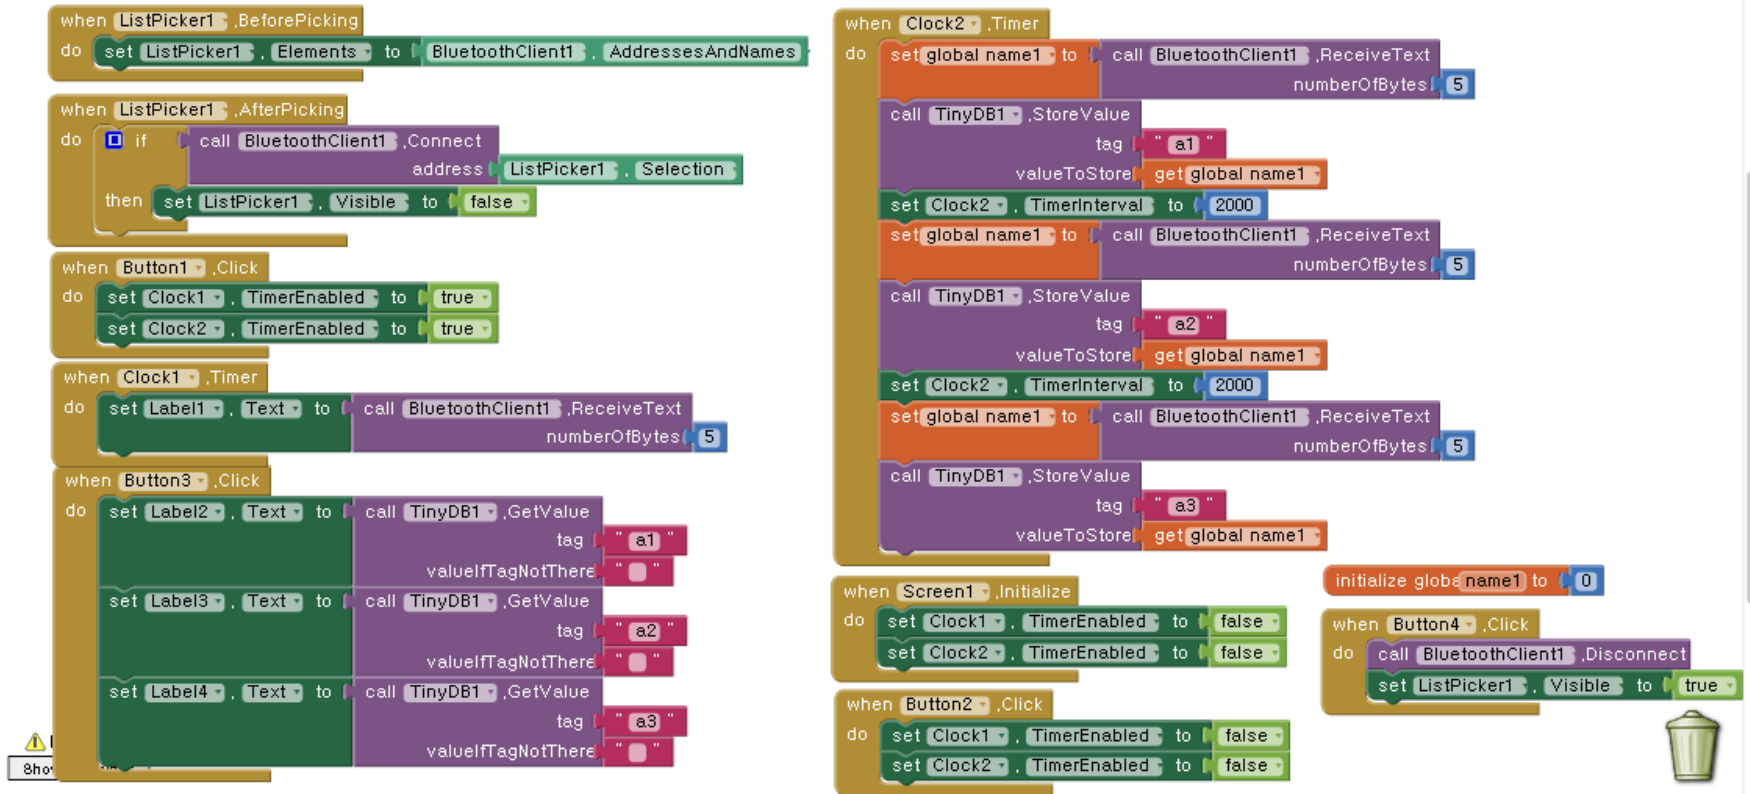 when ListPicker1 .BeforePicking
do set ListPicker1 . Elements to BluetoothClient1 . AddressesAndNames
when ListPicker1 .AfterPicking
do if call BluetoothClient1 .Connect
address ListPicker1 . Selection
then set ListPicker1 . Visible to false
when Button1 .Click
do set Clock1 . TimerEnabled to true
set Clock2 . TimerEnabled to true
when Clock1 .Timer
do set Label1 . Text to call BluetoothClient1 .ReceiveText
numberOfBytes 5
when Button3 .Click
do set Label2 . Text to call TinyDB1 .GetValue
tag " a1 "
valueIfTagNotThere " "
set Label3 . Text to call TinyDB1 .GetValue
tag " a2 "
valueIfTagNotThere " "
set Label4 . Text to call TinyDB1 .GetValue
tag " a3 "
valueIfTagNotThere " "
when Clock2 .Timer
do set global name1 to call BluetoothClient1 .ReceiveText
numberOfBytes 5
call TinyDB1 .StoreValue
tag " a1 "
valueToStore get global name1
set Clock2 . TimerInterval to 2000
set global name1 to call BluetoothClient1 .ReceiveText
numberOfBytes 5
call TinyDB1 .StoreValue
tag " a2 "
valueToStore get global name1
set Clock2 . TimerInterval to 2000
set global name1 to call BluetoothClient1 .ReceiveText
numberOfBytes 5
call TinyDB1 .StoreValue
tag " a3 "
valueToStore get global name1
initialize globa name1 to 0
when Screen1 .Initialize
do set Clock1 . TimerEnabled to false
set Clock2 . TimerEnabled to false
when Button4 .Click
do call BluetoothClient1 .Disconnect
set ListPicker1 . Visible to true
when Button2 .Click
do set Clock1 . TimerEnabled to false
set Clock2 . TimerEnabled to false